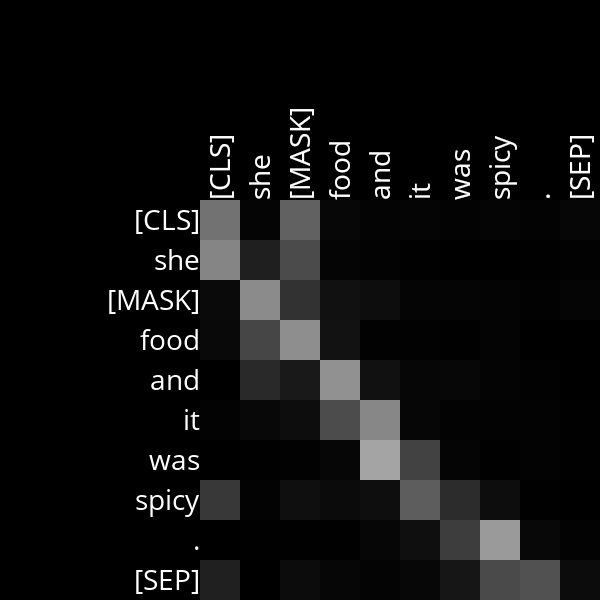 [CLS] she [MASK] food and it was spicy . [SEP]
[CLS]
she
[MASK]
food
and
it
was
spicy
.
[SEP]